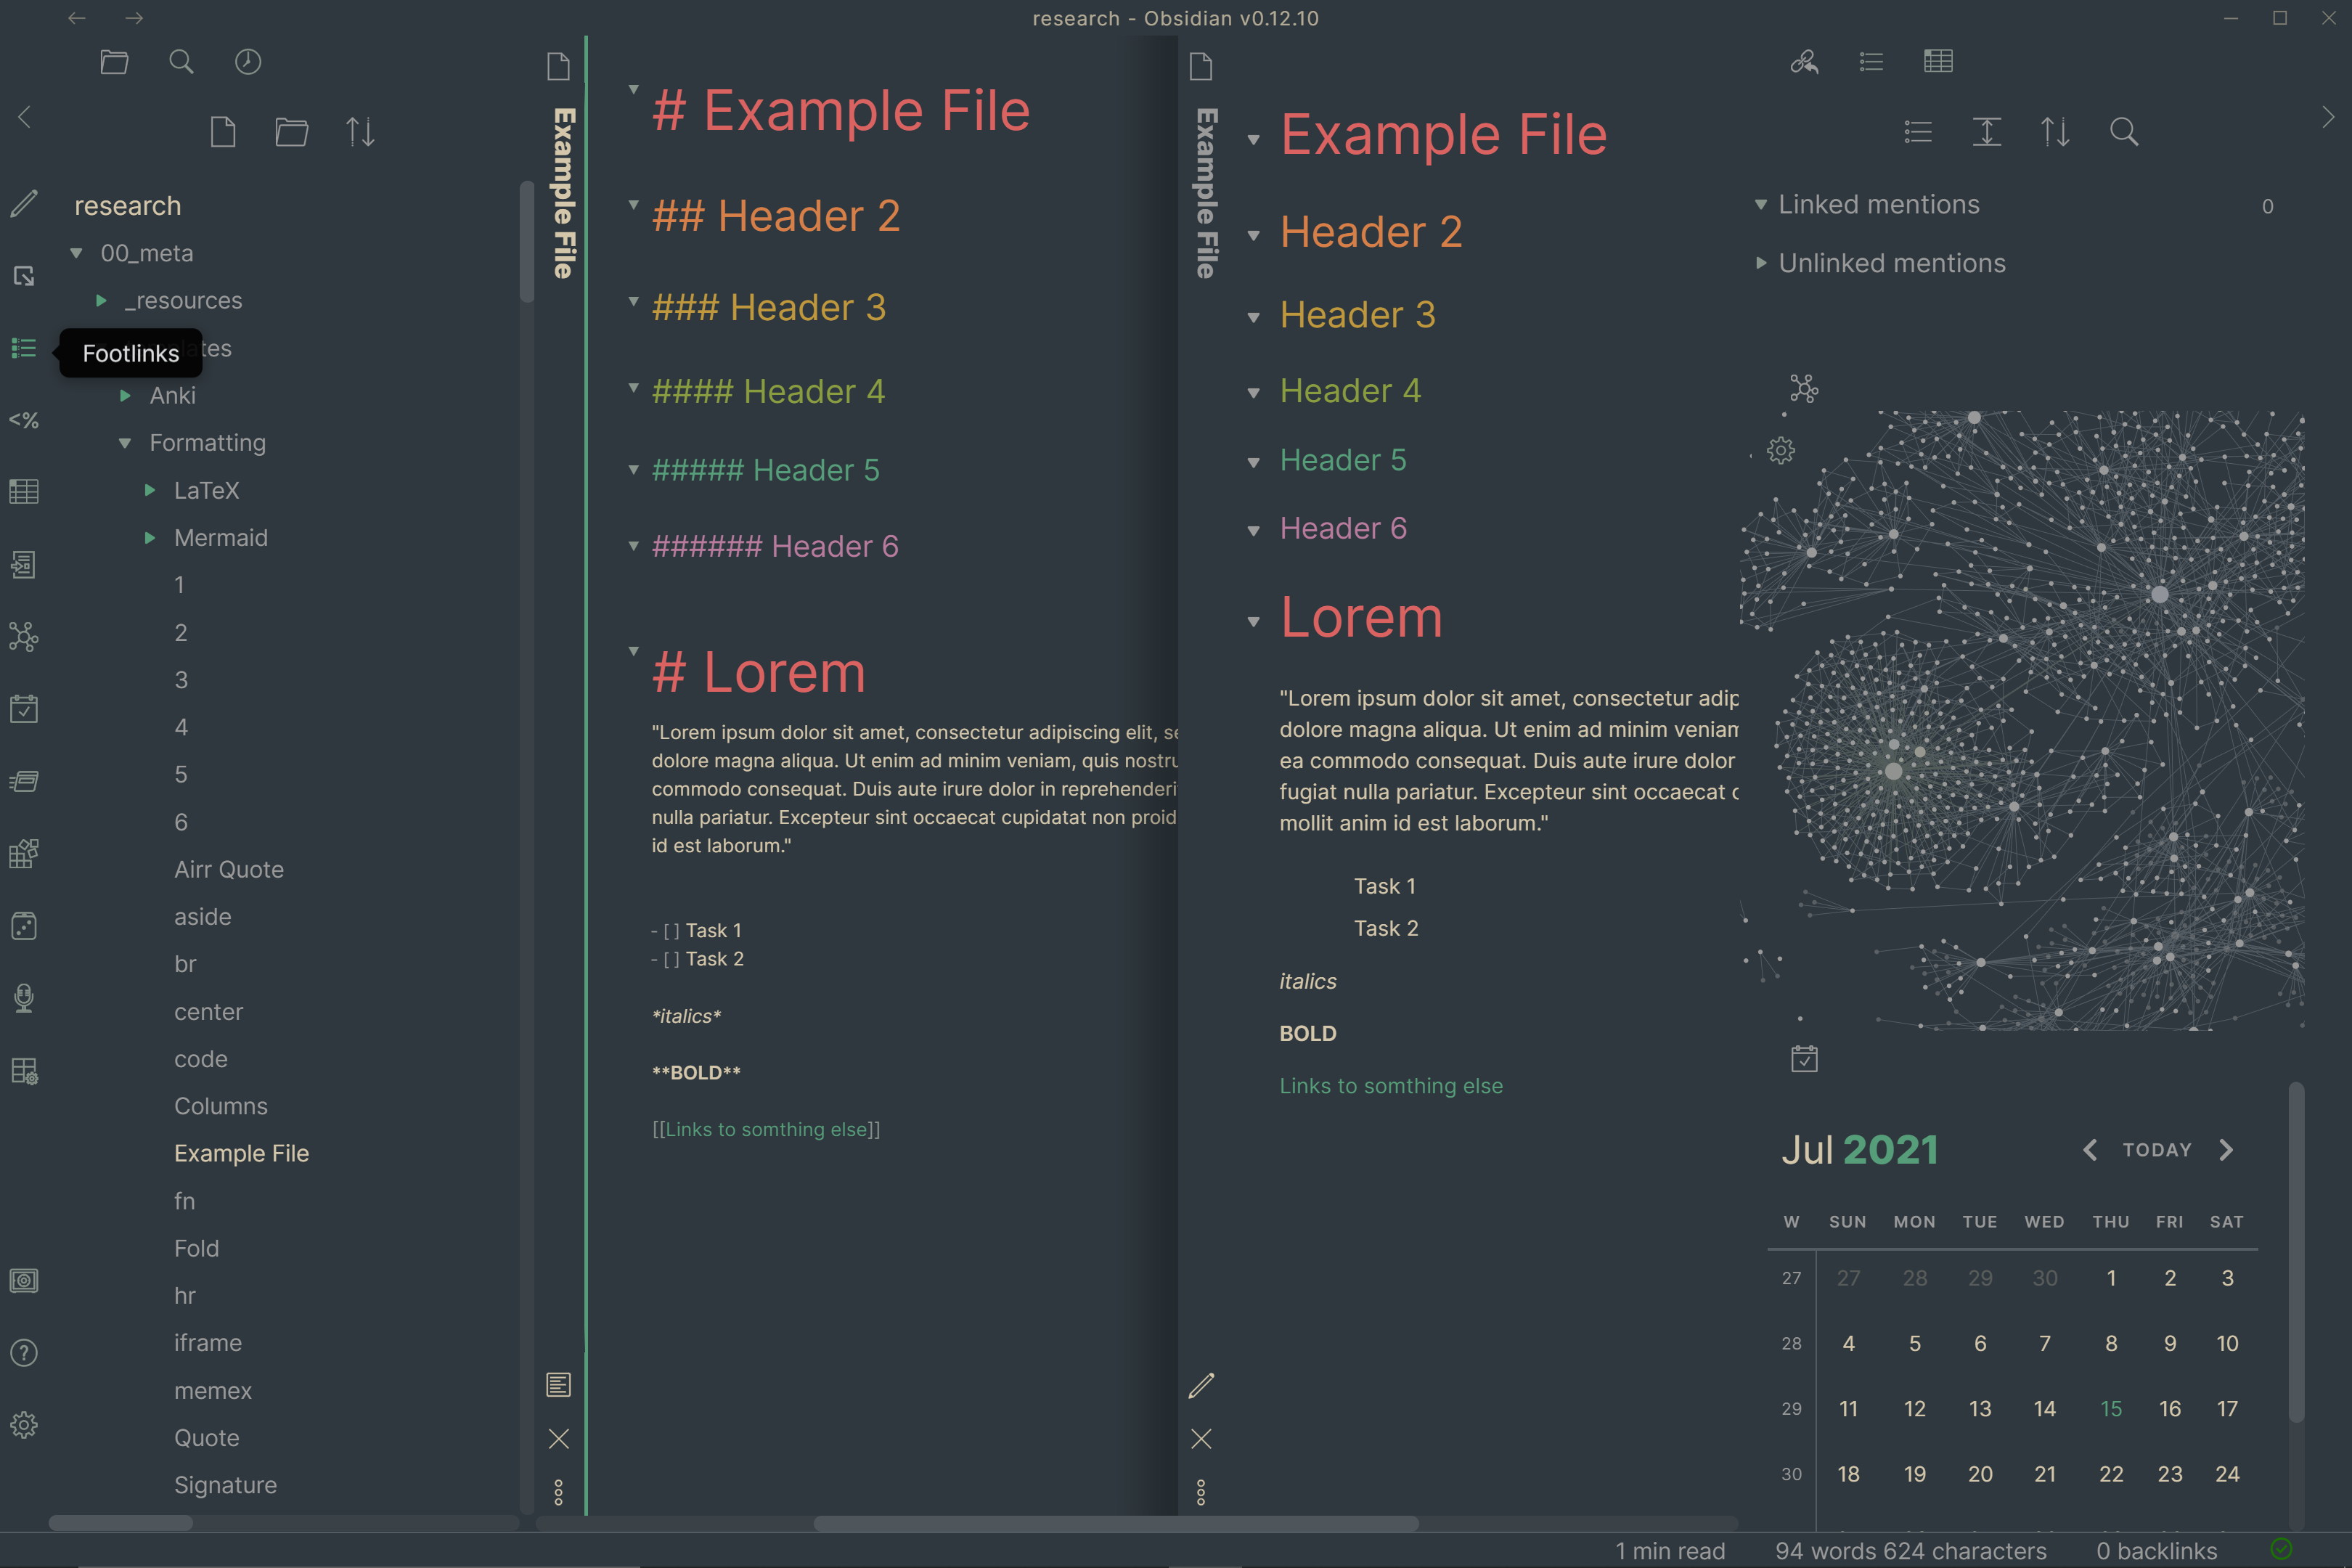 research - Obsidian v0.12.10
research
00_meta
_resources
Footlinks
Anki
Formatting
LaTeX
Mermaid
1
2
3
4
5
6
Airr Quote
aside
br
center
code
Columns
Example File
fn
Fold
hr
iframe
memex
Quote
Signature
<%
Example File
# Example File
## Header 2
### Header 3
#### Header 4
##### Header 5
###### Header 6
# Lorem
"Lorem ipsum dolor sit amet, consectetur adipiscing elit, se
dolore magna aliqua. Ut enim ad minim veniam, quis nostru
commodo consequat. Duis aute irure dolor in reprehenderi
nulla pariatur. Excepteur sint occaecat cupidatat non proid
id est laborum."
- [ ] Task 1
- [ ] Task 2
*italics*
**BOLD**
[[Links to somthing else]]
Example File
Example File
Header 2
Header 3
Header 4
Header 5
Header 6
Lorem
"Lorem ipsum dolor sit amet, consectetur adip
dolore magna aliqua. Ut enim ad minim veniam
ea commodo consequat. Duis aute irure dolor
fugiat nulla pariatur. Excepteur sint occaecat c
mollit anim id est laborum."
Task 1
Task 2
italics
BOLD
Links to somthing else
Linked mentions 0
Unlinked mentions
Jul 2021 TODAY
W SUN MON TUE WED THU FRI SAT
27 27 28 29 30 1 2 3
28 4 5 6 7 8 9 10
29 11 12 13 14 15 16 17
30 18 19 20 21 22 23 24
1 min read 94 words 624 characters 0 backlinks